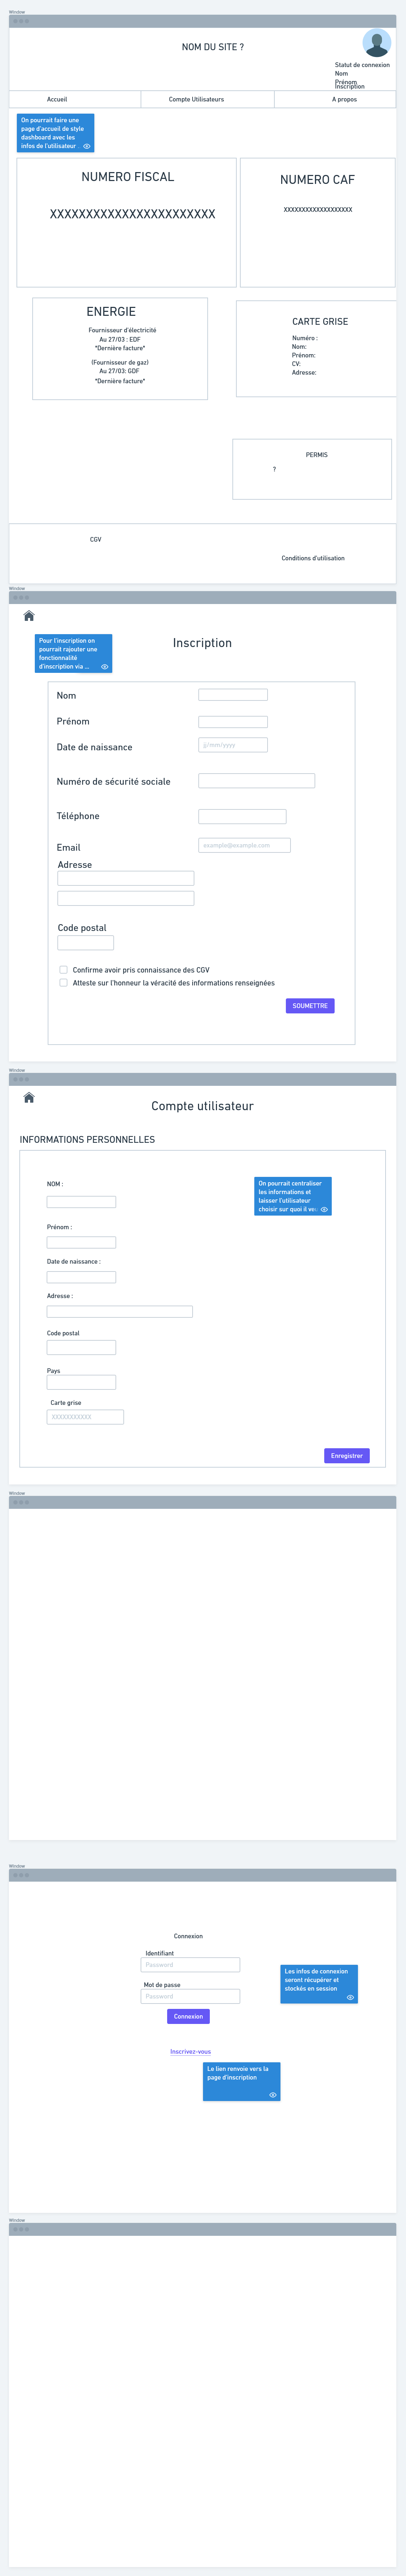 Window
NOM DU SITE ?
Statut de connexion
Nom
Prénom
Inscription
Accueil
Compte Utilisateurs
A propos
On pourrait faire une
page d'accueil de style
dashboard avec les
infos de l'utilisateur
NUMERO FISCAL
XXXXXXXXXXXXXXXXXXXXXXX
NUMERO CAF
XXXXXXXXXXXXXXXXXXX
ENERGIE
Fournisseur d'électricité
Au 27/03 : EDF
*Dernière facture*
(Fournisseur de gaz)
Au 27/03: GDF
*Dernière facture*
CARTE GRISE
Numéro :
Nom:
Prénom:
CV:
Adresse:
PERMIS
?
CGV
Conditions d'utilisation
Window
Pour l'inscription on
pourrait rajouter une
fonctionnalité
d'inscription via ...
Inscription
Nom
Prénom
Date de naissance
jj/mm/yyyy
Numéro de sécurité sociale
Téléphone
Email
example@example.com
Adresse
Code postal
Confirme avoir pris connaissance des CGV
Atteste sur l'honneur la véracité des informations renseignées
SOUMETTRE
Window
Compte utilisateur
INFORMATIONS PERSONNELLES
NOM :
On pourrait centraliser
les informations et
laisser l'utilisateur
choisir sur quoi il
Prénom :
Date de naissance :
Adresse :
Code postal
Pays
Carte grise
XXXXXXXXXXX
Enregistrer
Window
Window
Connexion
Identifiant
Password
Mot de passe
Password
Connexion
Les infos de connexion
seront récupérer et
stockés en session
Inscrivez-vous
Le lien renvoie vers la
page d'inscription
Window